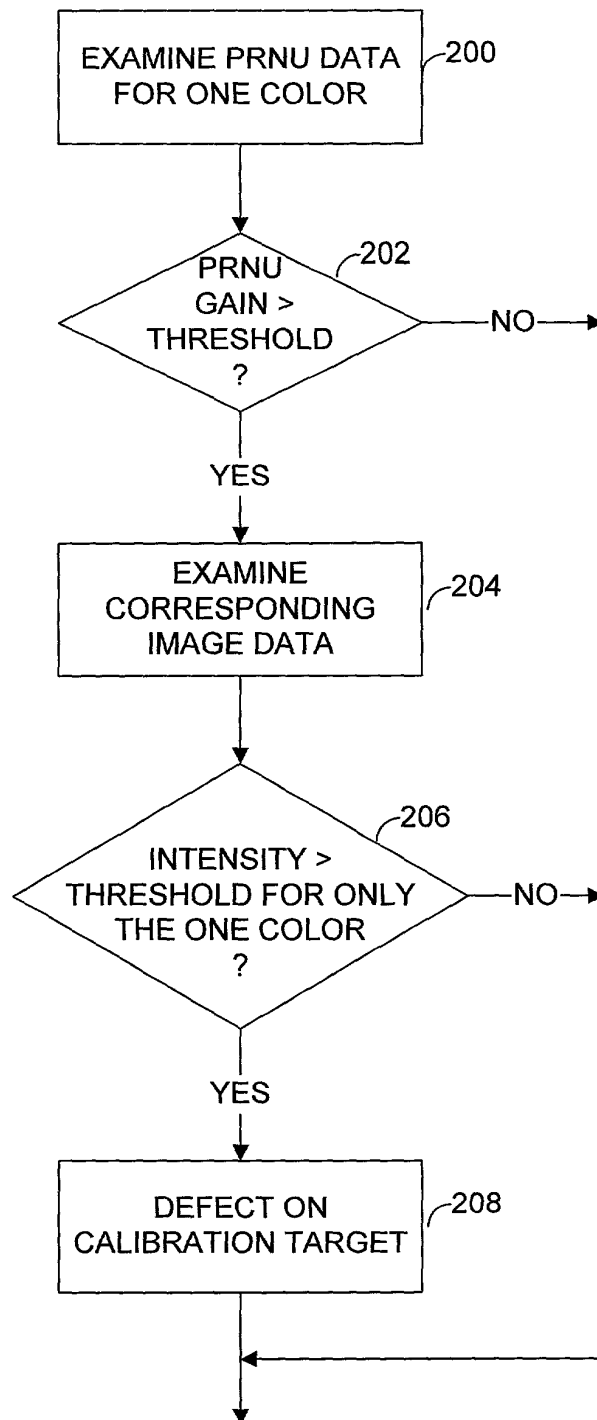 EXAMINE PRNU DATA
FOR ONE COLOR
200
202
PRNU
GAIN >
THRESHOLD
?
NO
YES
EXAMINE
CORRESPONDING
IMAGE DATA
204
206
INTENSITY >
THRESHOLD FOR ONLY
THE ONE COLOR
?
NO
YES
DEFECT ON
CALIBRATION TARGET
208